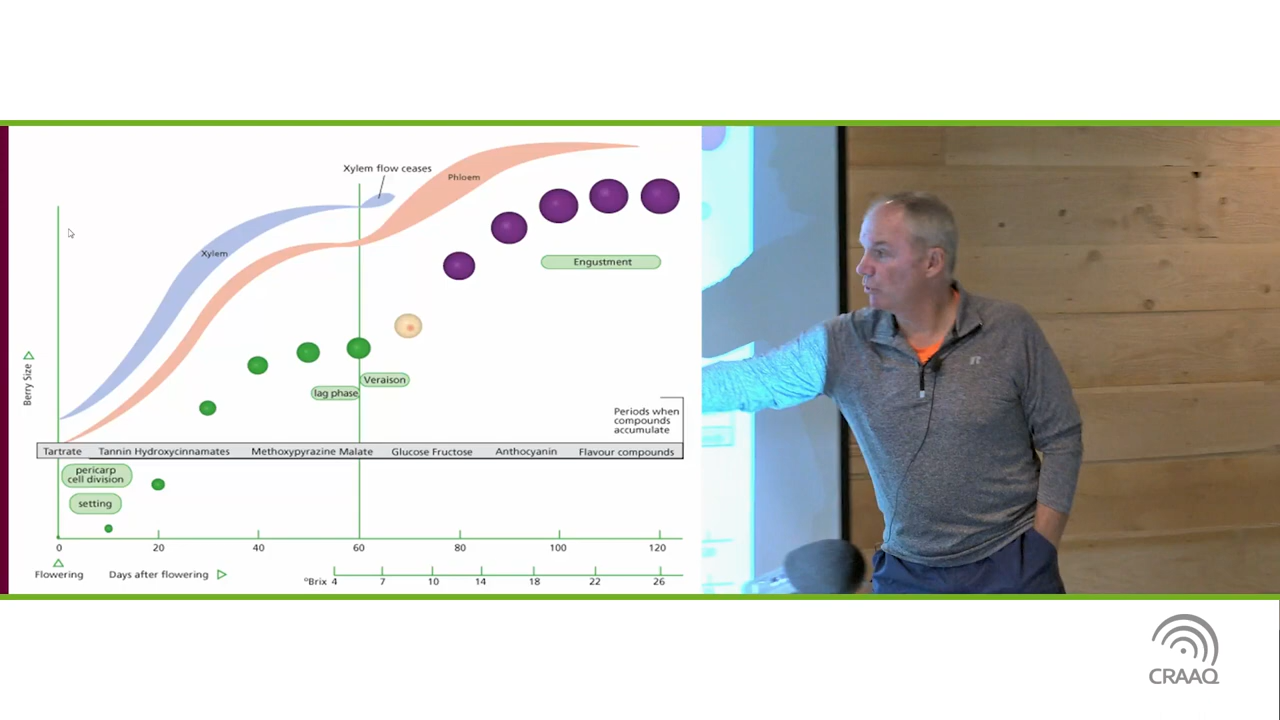 Xylem flow ceases
Phloem
Xylem
Engustment
Berry Size
Veraison
lag phase
Periods when
compounds
accumulate
Tartrate Tannin Hydroxycinnamates Methoxypyrazine Malate Glucose Fructose Anthocyanin Flavour compounds
pericarp
cell division
setting
0 20 40 60 80 100 120
Flowering Days after flowering
ºBrix 4 7 10 14 18 22 26
R
CRAAQ